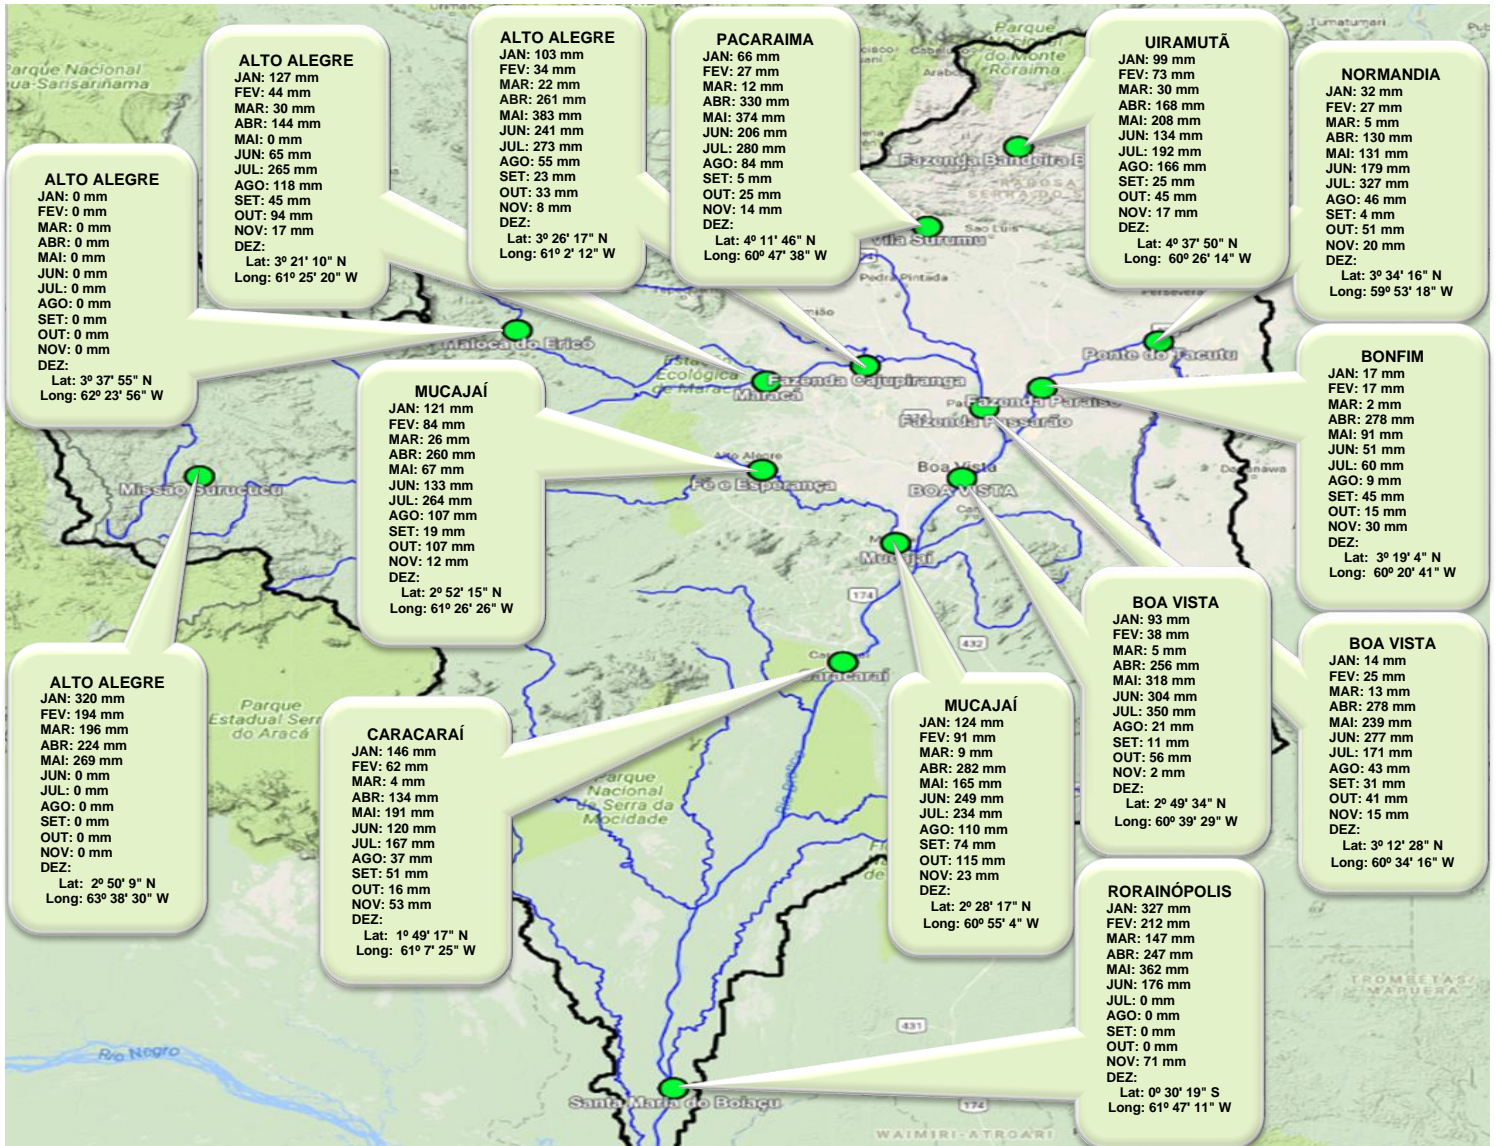 ALTO ALEGRE
JAN: 0 mm
FEV: 0 mm
MAR: 0 mm
ABR: 0 mm
MAI: 0 mm
JUN: 0 mm
JUL: 0 mm
AGO: 0 mm
SET: 0 mm
OUT: 0 mm
NOV: 0 mm
DEZ:
Lat: 3º 37' 55" N
Long: 62º 23' 56" W
ALTO ALEGRE
JAN: 127 mm
FEV: 44 mm
MAR: 30 mm
ABR: 144 mm
MAI: 0 mm
JUN: 65 mm
JUL: 265 mm
AGO: 118 mm
SET: 45 mm
OUT: 94 mm
NOV: 17 mm
DEZ:
Lat: 3º 21' 10" N
Long: 61º 25' 20" W
ALTO ALEGRE
JAN: 103 mm
FEV: 34 mm
MAR: 22 mm
ABR: 261 mm
MAI: 383 mm
JUN: 241 mm
JUL: 273 mm
AGO: 55 mm
SET: 23 mm
OUT: 33 mm
NOV: 8 mm
DEZ:
Lat: 3º 26' 17" N
Long: 61º 2' 12" W
PACARAIMA
JAN: 66 mm
FEV: 27 mm
MAR: 12 mm
ABR: 330 mm
MAI: 374 mm
JUN: 206 mm
JUL: 280 mm
AGO: 84 mm
SET: 5 mm
OUT: 25 mm
NOV: 14 mm
DEZ:
Lat: 4º 11' 46" N
Long: 60º 47' 38" W
UIRAMUTÃ
JAN: 99 mm
FEV: 73 mm
MAR: 30 mm
ABR: 168 mm
MAI: 208 mm
JUN: 134 mm
JUL: 192 mm
AGO: 166 mm
SET: 25 mm
OUT: 45 mm
NOV: 17 mm
DEZ:
Lat: 4º 37' 50" N
Long: 60º 26' 14" W
NORMANDIA
JAN: 32 mm
FEV: 27 mm
MAR: 5 mm
ABR: 130 mm
MAI: 131 mm
JUN: 179 mm
JUL: 327 mm
AGO: 46 mm
SET: 4 mm
OUT: 51 mm
NOV: 20 mm
DEZ:
Lat: 3º 34' 16" N
Long: 59º 53' 18" W
MUCAJAÍ
JAN: 121 mm
FEV: 84 mm
MAR: 26 mm
ABR: 260 mm
MAI: 67 mm
JUN: 133 mm
JUL: 264 mm
AGO: 107 mm
SET: 19 mm
OUT: 107 mm
NOV: 12 mm
DEZ:
Lat: 2º 52' 15" N
Long: 61º 26' 26" W
BONFIM
JAN: 17 mm
FEV: 17 mm
MAR: 2 mm
ABR: 278 mm
MAI: 91 mm
JUN: 51 mm
JUL: 60 mm
AGO: 9 mm
SET: 45 mm
OUT: 15 mm
NOV: 30 mm
DEZ:
Lat: 3º 19' 4" N
Long: 60º 20' 41" W
ALTO ALEGRE
JAN: 320 mm
FEV: 194 mm
MAR: 196 mm
ABR: 224 mm
MAI: 269 mm
JUN: 0 mm
JUL: 0 mm
AGO: 0 mm
SET: 0 mm
OUT: 0 mm
NOV: 0 mm
DEZ:
Lat: 2º 50' 9" N
Long: 63º 38' 30" W
CARACARAÍ
JAN: 146 mm
FEV: 62 mm
MAR: 4 mm
ABR: 134 mm
MAI: 191 mm
JUN: 120 mm
JUL: 167 mm
AGO: 37 mm
SET: 51 mm
OUT: 16 mm
NOV: 53 mm
DEZ:
Lat: 1º 49' 17" N
Long: 61º 7' 25" W
MUCAJAÍ
JAN: 124 mm
FEV: 91 mm
MAR: 9 mm
ABR: 282 mm
MAI: 165 mm
JUN: 249 mm
JUL: 234 mm
AGO: 110 mm
SET: 74 mm
OUT: 115 mm
NOV: 23 mm
DEZ:
Lat: 2º 28' 17" N
Long: 60º 55' 4" W
BOA VISTA
JAN: 93 mm
FEV: 38 mm
MAR: 5 mm
ABR: 256 mm
MAI: 318 mm
JUN: 304 mm
JUL: 350 mm
AGO: 21 mm
SET: 11 mm
OUT: 56 mm
NOV: 2 mm
DEZ:
Lat: 2º 49' 34" N
Long: 60º 39' 29" W
BOA VISTA
JAN: 14 mm
FEV: 25 mm
MAR: 13 mm
ABR: 278 mm
MAI: 239 mm
JUN: 277 mm
JUL: 171 mm
AGO: 43 mm
SET: 31 mm
OUT: 41 mm
NOV: 15 mm
DEZ:
Lat: 3º 12' 28" N
Long: 60º 34' 16" W
RORAINÓPOLIS
JAN: 327 mm
FEV: 212 mm
MAR: 147 mm
ABR: 247 mm
MAI: 362 mm
JUN: 176 mm
JUL: 0 mm
AGO: 0 mm
SET: 0 mm
OUT: 0 mm
NOV: 71 mm
DEZ:
Lat: 0º 30' 19" S
Long: 61º 47' 11" W
Parque Nacional
Parque
do Monte
Roraima
Tumatumari
Fazenda Bandeira B
Vila Surumu
Sao Luis
Pedra Pintada
Maloca do Ericó
Ecológica
de Maracá
Maracá
Fazenda Cajupiranga
Ponte do Tacutu
Fazenda Paraíso
Fazenda Passarão
Missão Surucucu
Alto Alegre
Fé e Esperança
Boa Vista
BOA VISTA
Mucajaí
174
432
Caracaraí
Parque
Estadual Serra
do Aracá
Parque
Nacional
da Serra da
Mocidade
Rio Branco
Rio Negro
431
174
Santa Maria do Boiaçu
TROMBETAS/
MAPUERA
WAIMIRI-ATROARI